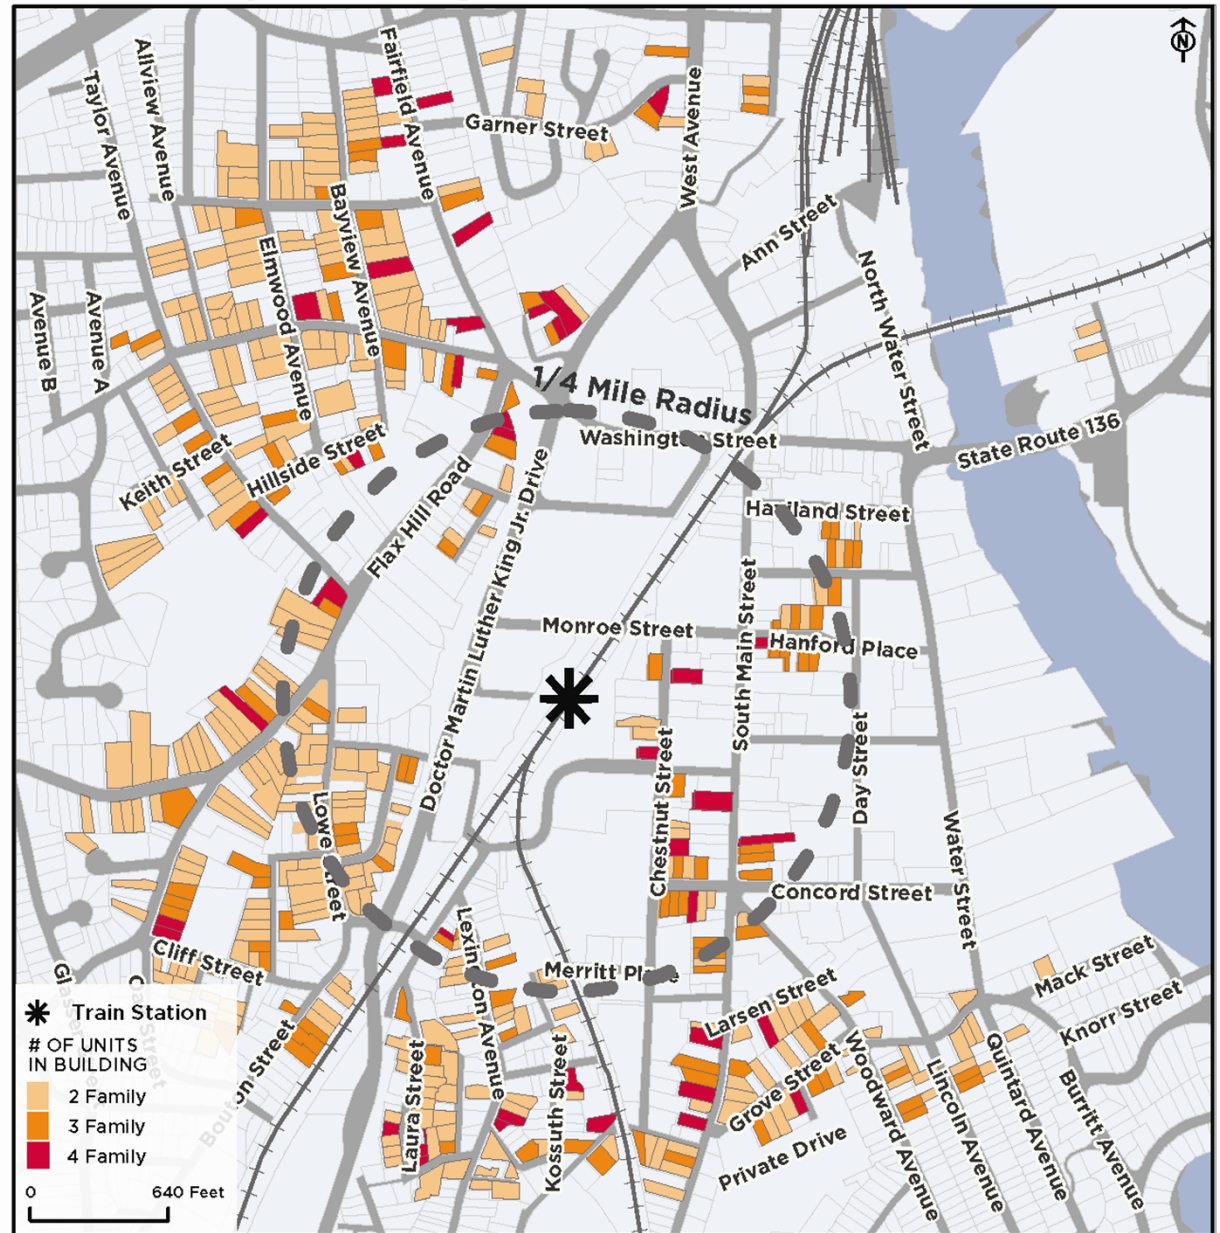 N
Allview Avenue
Taylor Avenue
Fairfield Avenue
Garner Street
West Avenue
Bayview Avenue
Elmwood Avenue
Ann Street
North Water Street
Avenue B
Avenue A
1/4 Mile Radius
Washington Street
State Route 136
Keith Street
Hillside Street
Flax Hill Road
Doctor Martin Luther King Jr. Drive
Haviland Street
Monroe Street
South Main Street
Hanford Place
Day Street
Chestnut Street
Water Street
Lowe Street
Concord Street
Cliff Street
Lexington Avenue
Merritt Place
Mack Street
Knorr Street
Larsen Street
Grove Street
Woodward Avenue
Lincoln Avenue
Quintard Avenue
Burritt Avenue
Laura Street
Kossuth Street
Bouton Street
Private Drive
Train Station
# OF UNITS
IN BUILDING
2 Family
3 Family
4 Family
0 640 Feet